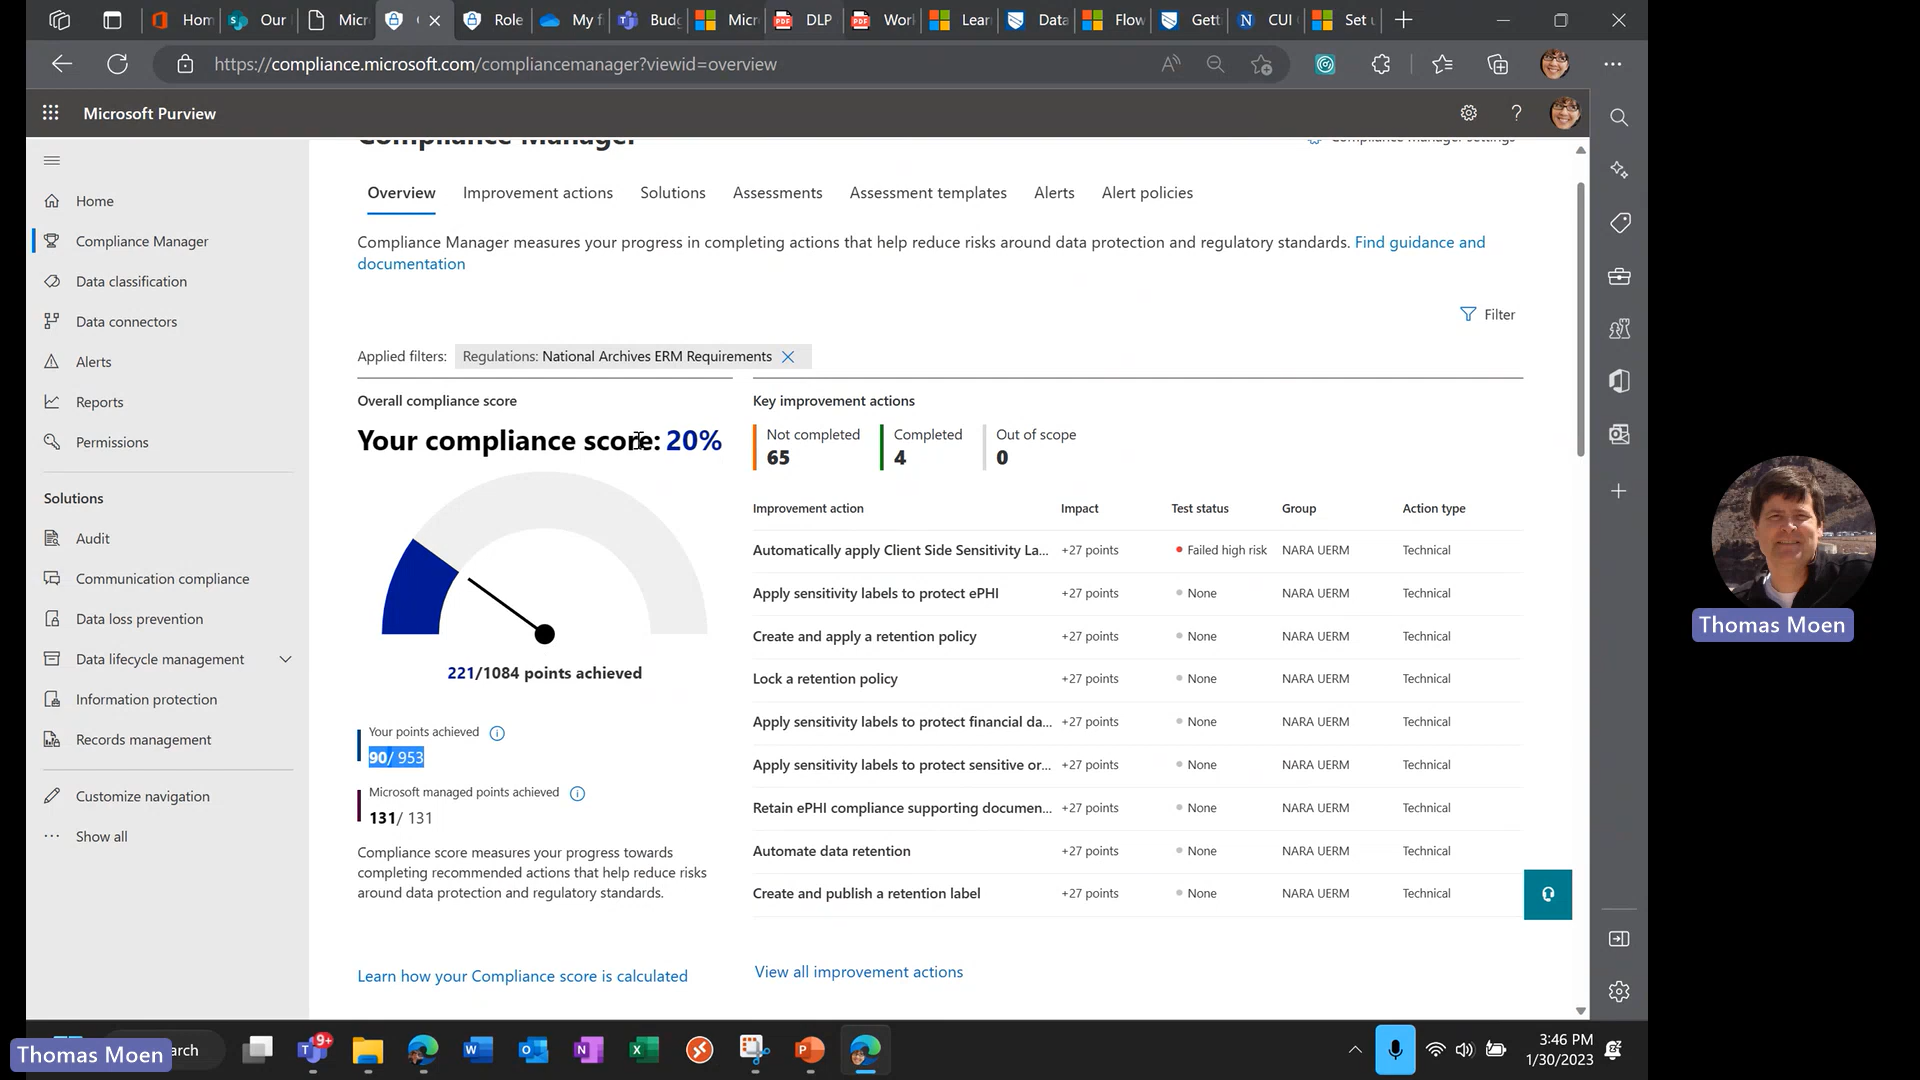 Hom
Our
Micr
Role
My f
Budg
Micr
DLP
Wor
Lear
Data
Flow
Gett
CUI
Set u
https://compliance.microsoft.com/compliancemanager?viewid=overview
Microsoft Purview
Compliance Manager
Compliance Manager settings
Home
Compliance Manager
Data classification
Data connectors
Alerts
Reports
Permissions
Solutions
Audit
Communication compliance
Data loss prevention
Data lifecycle management
Information protection
Records management
Customize navigation
Show all
Overview Improvement actions Solutions Assessments Assessment templates Alerts Alert policies
Compliance Manager measures your progress in completing actions that help reduce risks around data protection and regulatory standards. Find guidance and
documentation
Filter
Applied filters: Regulations: National Archives ERM Requirements
Overall compliance score
Your compliance score: 20%
221/1084 points achieved
Your points achieved
90/ 953
Microsoft managed points achieved
131/ 131
Compliance score measures your progress towards
completing recommended actions that help reduce risks
around data protection and regulatory standards.
Learn how your Compliance score is calculated
Key improvement actions
Not completed Completed Out of scope
65 4 0
Improvement action Impact Test status Group Action type
Automatically apply Client Side Sensitivity La... +27 points Failed high risk NARA UERM Technical
Apply sensitivity labels to protect ePHI +27 points None NARA UERM Technical
Create and apply a retention policy +27 points None NARA UERM Technical
Lock a retention policy +27 points None NARA UERM Technical
Apply sensitivity labels to protect financial da... +27 points None NARA UERM Technical
Apply sensitivity labels to protect sensitive or... +27 points None NARA UERM Technical
Retain ePHI compliance supporting documen... +27 points None NARA UERM Technical
Automate data retention +27 points None NARA UERM Technical
Create and publish a retention label +27 points None NARA UERM Technical
View all improvement actions
Thomas Moen
Thomas Moen
arch
9+
3:46 PM
1/30/2023